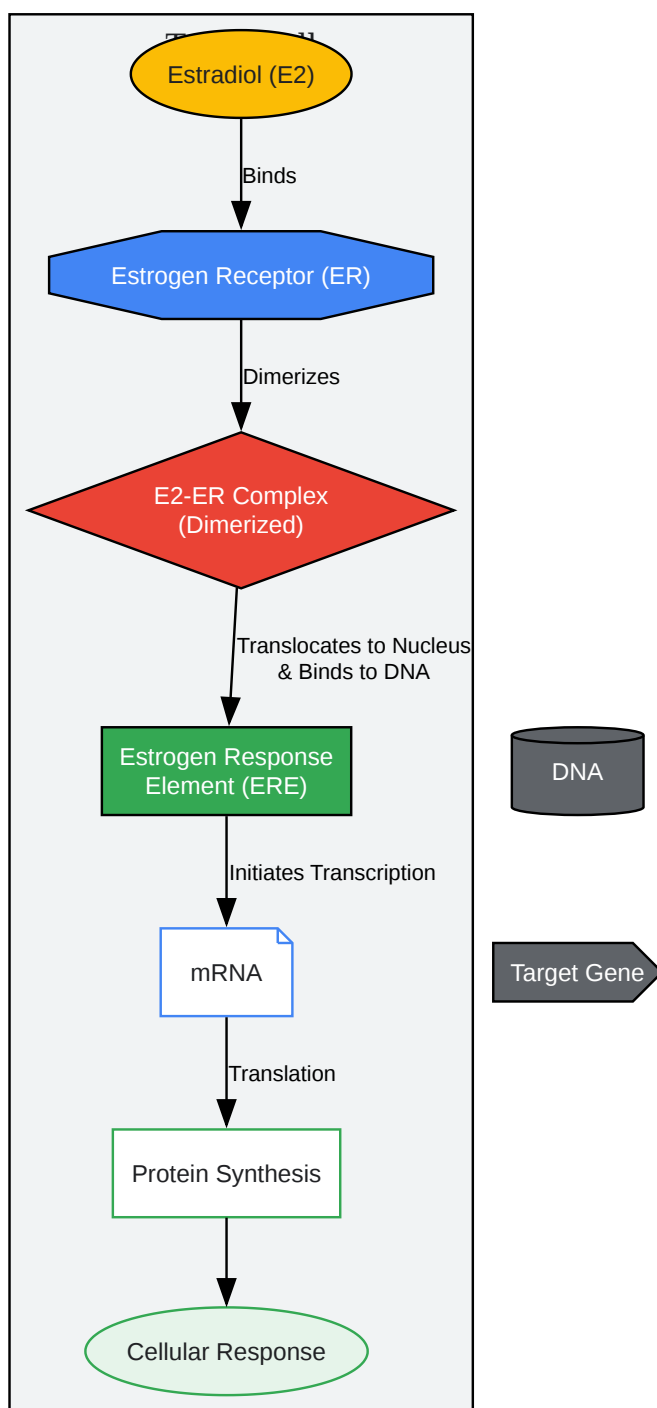 Estradiol (E2)
Binds
Estrogen Receptor (ER)
Dimerizes
E2-ER Complex
(Dimerized)
Translocates to Nucleus
& Binds to DNA
Estrogen Response
Element (ERE)
DNA
Initiates Transcription
mRNA
Target Gene
Translation
Protein Synthesis
Cellular Response